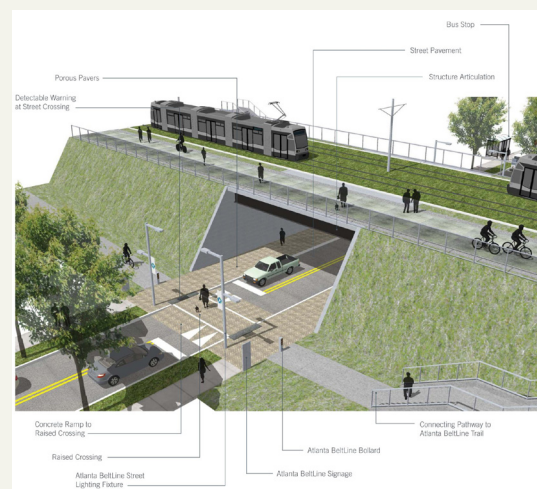 Bus Stop
Street Pavement
Porous Pavers
Structure Articulation
Detectable Warning
at Street Crossing
Concrete Ramp to
Raised Crossing
Connecting Pathway to
Atlanta BeltLine Trail
Atlanta BeltLine Bollard
Raised Crossing
Atlanta BeltLine Street
Lighting Fixture
Atlanta BeltLine Signage